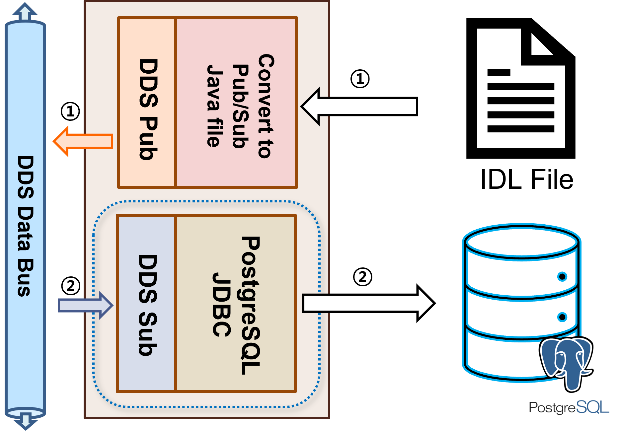 DDS Data Bus
①
DDS Pub
Convert to
Pub/Sub
Java file
①
IDL File
②
DDS Sub
PostgreSQL
JDBC
②
PostgreSQL